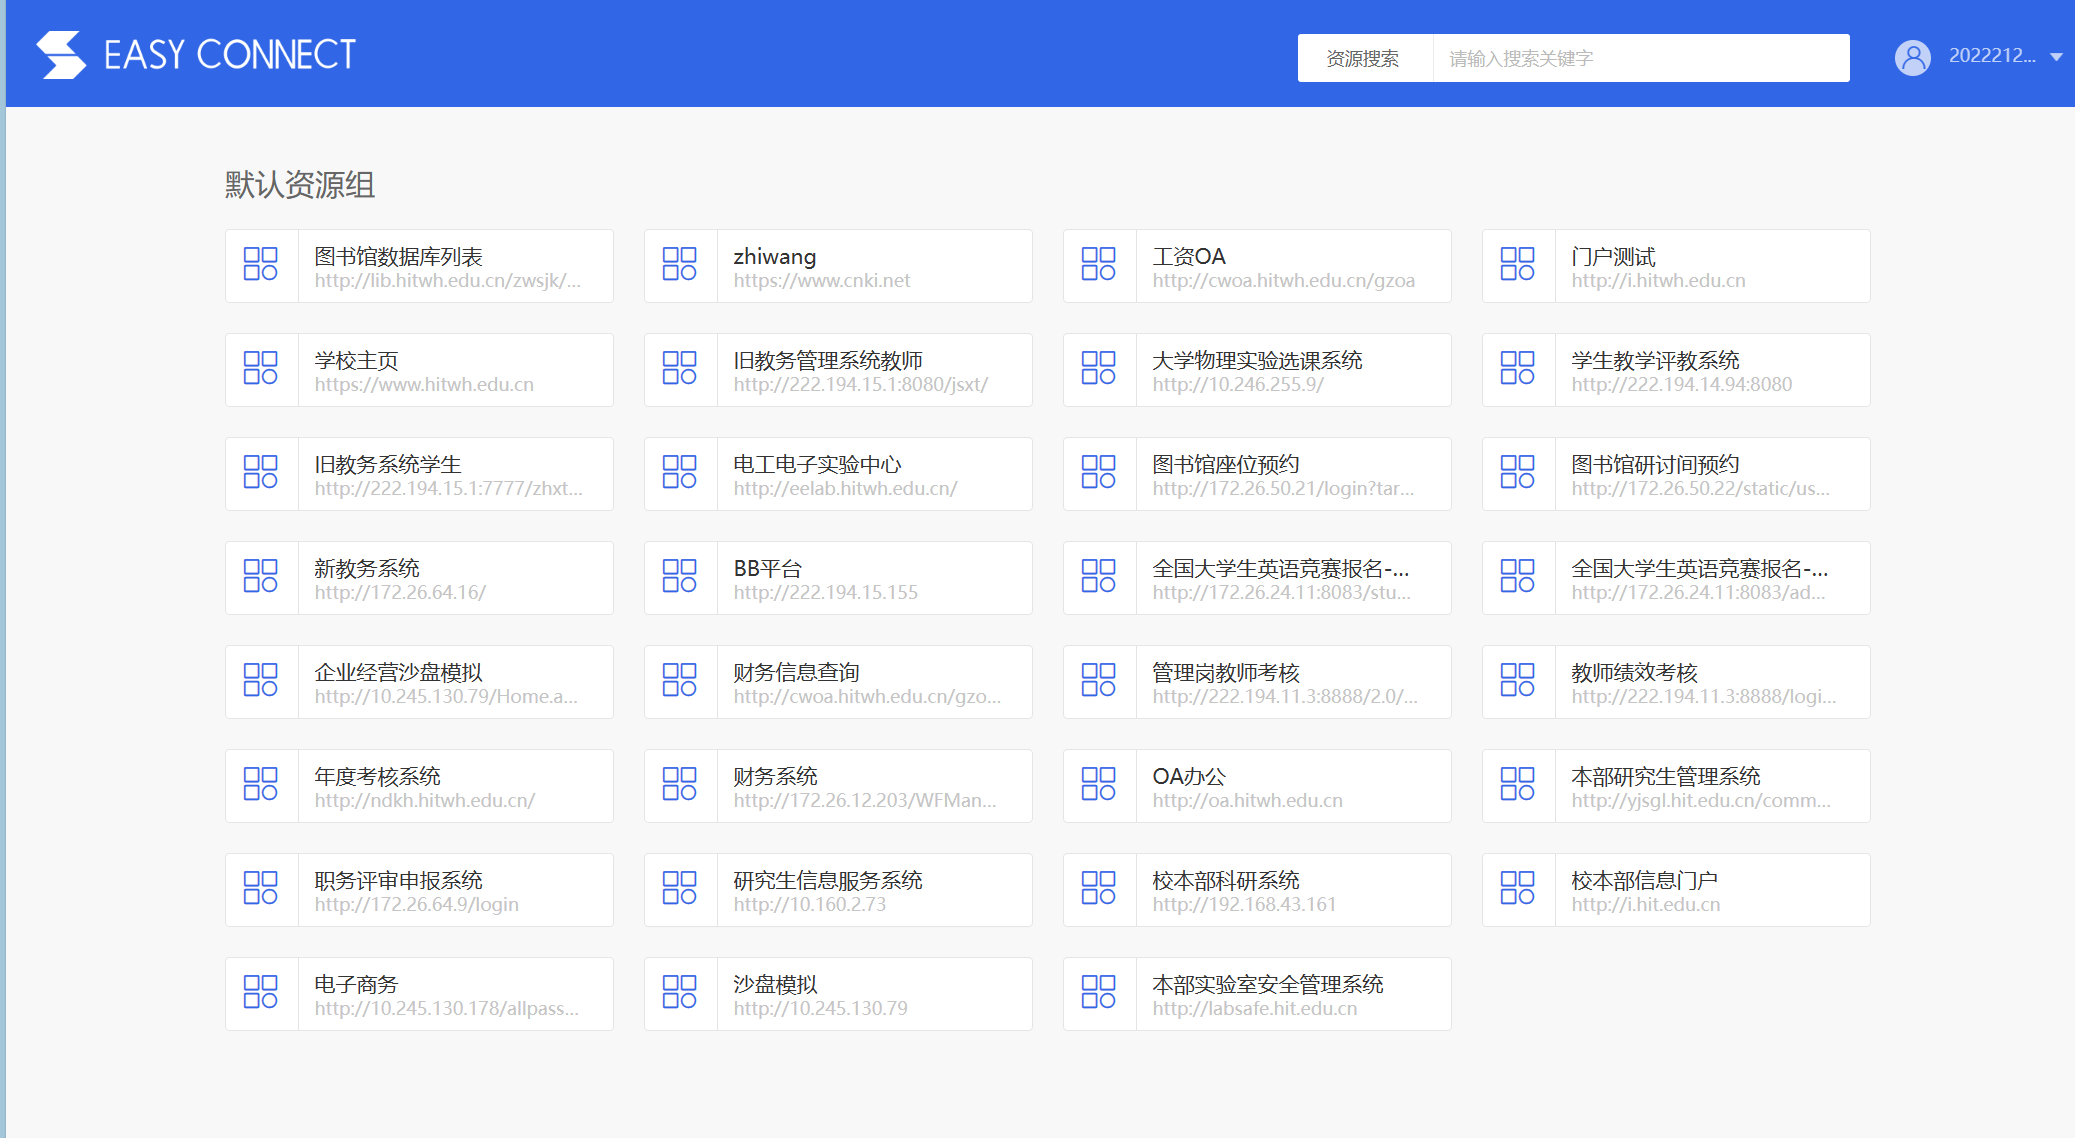 EASY CONNECT
资源搜索
请输入搜索关键字
2022212...
默认资源组
图书馆数据库列表
http://lib.hitwh.edu.cn/zwsjk/...
zhiwang
https://www.cnki.net
工资OA
http://cwoa.hitwh.edu.cn/gzoa
门户测试
http://i.hitwh.edu.cn
学校主页
https://www.hitwh.edu.cn
旧教务管理系统教师
http://222.194.15.1:8080/jsxt/
大学物理实验选课系统
http://10.246.255.9/
学生教学评教系统
http://222.194.14.94:8080
旧教务系统学生
http://222.194.15.1:7777/zhxt...
电工电子实验中心
http://eelab.hitwh.edu.cn/
图书馆座位预约
http://172.26.50.21/login?tar...
图书馆研讨间预约
http://172.26.50.22/static/us...
新教务系统
http://172.26.64.16/
BB平台
http://222.194.15.155
全国大学生英语竞赛报名-...
http://172.26.24.11:8083/stu...
全国大学生英语竞赛报名-...
http://172.26.24.11:8083/ad...
企业经营沙盘模拟
http://10.245.130.79/Home.a...
财务信息查询
http://cwoa.hitwh.edu.cn/gzo...
管理岗教师考核
http://222.194.11.3:8888/2.0/...
教师绩效考核
http://222.194.11.3:8888/logi...
年度考核系统
http://ndkh.hitwh.edu.cn/
财务系统
http://172.26.12.203/WFMan...
OA办公
http://oa.hitwh.edu.cn
本部研究生管理系统
http://yjsgl.hit.edu.cn/comm...
职务评审申报系统
http://172.26.64.9/login
研究生信息服务系统
http://10.160.2.73
校本部科研系统
http://192.168.43.161
校本部信息门户
http://i.hit.edu.cn
电子商务
http://10.245.130.178/allpass...
沙盘模拟
http://10.245.130.79
本部实验室安全管理系统
http://labsafe.hit.edu.cn